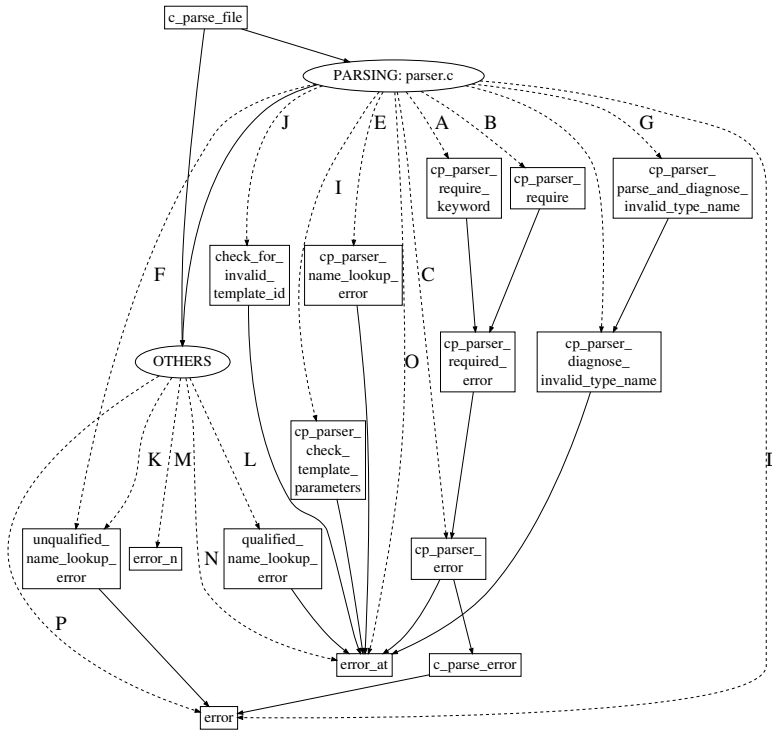 c_parse_file
PARSING: parser.c
J
E
A
B
G
cp_parser_
require_
keyword
cp_parser_
require
cp_parser_
parse_and_diagnose_
invalid_type_name
I
F
check_for_
invalid_
template_id
cp_parser_
name_lookup_
error
C
OTHERS
O
cp_parser_
required_
error
cp_parser_
diagnose_
invalid_type_name
K
M
L
cp_parser_
check_
template_
parameters
unqualified_
name_lookup_
error
error_n
N
qualified_
name_lookup_
error
cp_parser_
error
P
error_at
c_parse_error
error